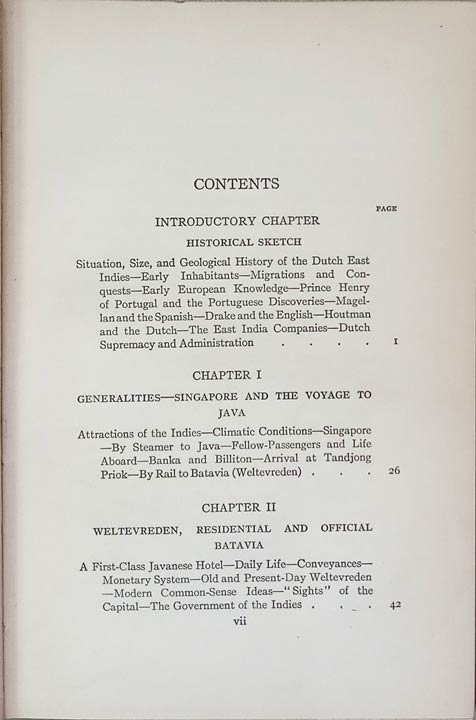 CONTENTS
PAGE
INTRODUCTORY CHAPTER
HISTORICAL SKETCH
Situation, Size, and Geological History of the Dutch East
Indies—Early Inhabitants—Migrations and Con-
quests—Early European Knowledge—Prince Henry
of Portugal and the Portuguese Discoveries—Magel-
lan and the Spanish—Drake and the English—Houtman
and the Dutch—The East India Companies—Dutch
Supremacy and Administration . . . . 1
CHAPTER I
GENERALITIES—SINGAPORE AND THE VOYAGE TO
JAVA
Attractions of the Indies—Climatic Conditions—Singapore
—By Steamer to Java—Fellow-Passengers and Life
Aboard—Banka and Billiton—Arrival at Tandjong
Priok—By Rail to Batavia (Weltevreden) . . . 26
CHAPTER II
WELTEVREDEN, RESIDENTIAL AND OFFICIAL
BATAVIA
A First-Class Javanese Hotel—Daily Life—Conveyances—
Monetary System—Old and Present-Day Weltevreden
—Modern Common-Sense Ideas—"Sights" of the
Capital—The Government of the Indies . . . 42
vii